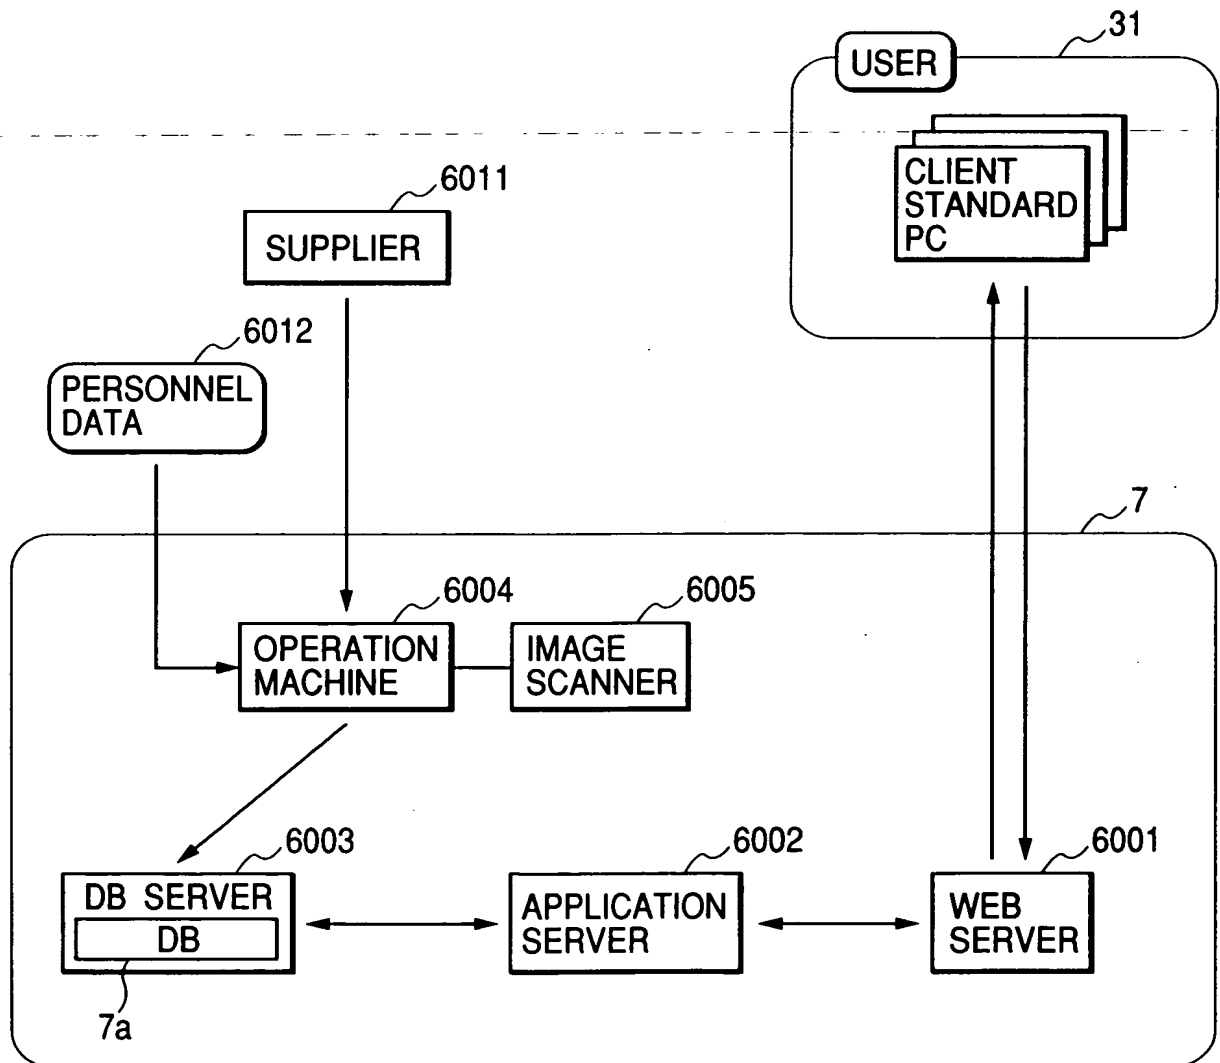 31
USER
CLIENT
STANDARD
PC
6011
SUPPLIER
6012
PERSONNEL
DATA
7
6004
OPERATION
MACHINE
6005
IMAGE
SCANNER
6003
DB SERVER
DB
7a
6002
APPLICATION
SERVER
6001
WEB
SERVER